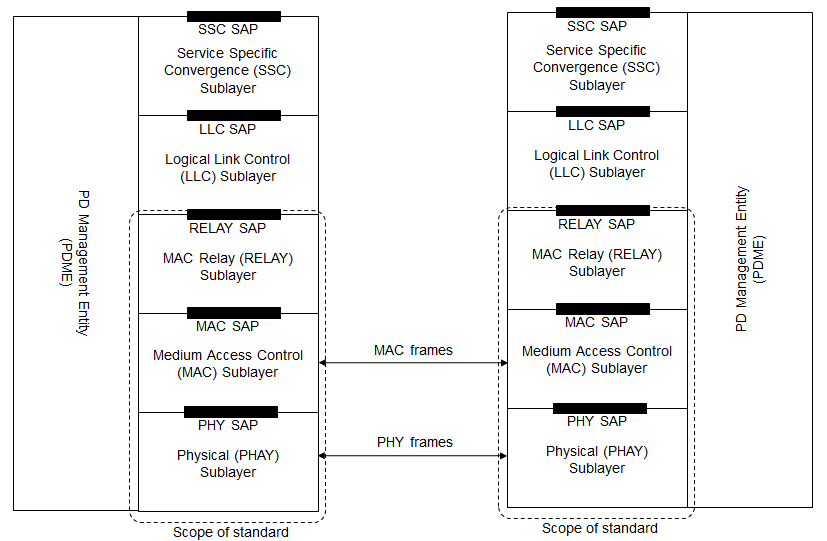 SSC SAP
Service Specific
Convergence (SSC)
Sublayer
LLC SAP
Logical Link Control
(LLC) Sublayer
RELAY SAP
MAC Relay (RELAY)
Sublayer
MAC SAP
Medium Access Control
(MAC) Sublayer
PHY SAP
Physical (PHAY)
Sublayer
Scope of standard
PD Management Entity
(PDME)
MAC frames
PHY frames
SSC SAP
Service Specific
Convergence (SSC)
Sublayer
LLC SAP
Logical Link Control
(LLC) Sublayer
RELAY SAP
MAC Relay (RELAY)
Sublayer
MAC SAP
Medium Access Control
(MAC) Sublayer
PHY SAP
Physical (PHAY)
Sublayer
Scope of standard
PD Management Entity
(PDME)